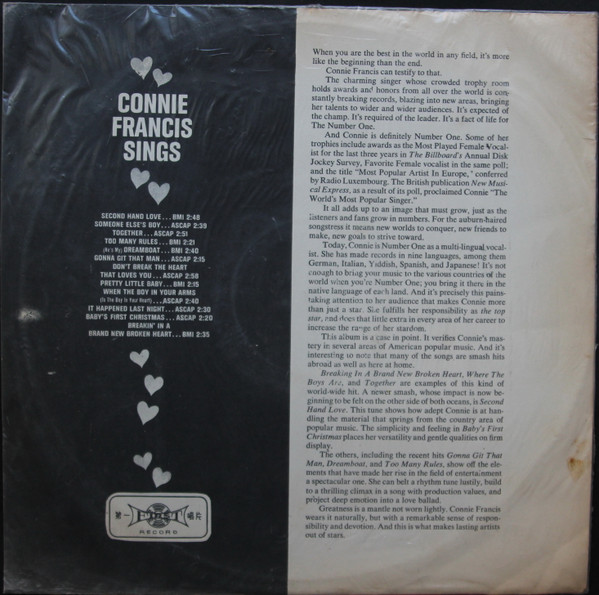 CONNIE
FRANCIS
SINGS
SECOND HAND LOVE...BMI 2:48
SOMEONE ELSE'S BOY...ASCAP 2:39
TOGETHER...ASCAP 2:51
TOO MANY RULES...BMI 2:21
(He's My) DREAMBOAT...BMI 2:40
GONNA GIT THAT MAN...ASCAP 2:15
DON'T BREAK THE HEART
THAT LOVES YOU...ASCAP 2:58
PRETTY LITTLE BABY...BMI 2:15
WHEN THE BOY IN YOUR ARMS
(Is The Boy In Your Heart)...ASCAP 2:40
IT HAPPENED LAST NIGHT...ASCAP 2:30
BABY'S FIRST CHRISTMAS...ASCAP 2:20
BREAKIN' IN A
BRAND NEW BROKEN HEART...BMI 2:35
第一 FIRST 唱片
RECORD
When you are the best in the world in any field, it's more
like the beginning than the end.
Connie Francis can testify to that.
The charming singer whose crowded trophy room
holds awards and honors from all over the world is con-
stantly breaking records, blazing into new areas, bringing
her talents to wider and wider audiences. It's expected of
the champ. It's required of the leader. It's a fact of life for
The Number One.
And Connie is definitely Number One. Some of her
trophies include awards as the Most Played Female Vocal-
ist for the last three years in The Billboard's Annual Disk
Jockey Survey, Favorite Female vocalist in the same poll;
and the title "Most Popular Artist In Europe," conferred
by Radio Luxembourg. The British publication New Musi-
cal Express, as a result of its poll, proclaimed Connie "The
World's Most Popular Singer."
It all adds up to an image that must grow, just as the
listeners and fans grow in numbers. For the auburn-haired
songstress it means new worlds to conquer, new friends to
make, new goals to strive toward.
Today, Connie is Number One as a multi-lingual vocal-
ist. She has made records in nine languages, among them
German, Italian, Yiddish, Spanish, and Japanese! It's not
enough to bring your music to the various countries of the
world when you're Number One; you bring it there in the
native language of each land. And it's precisely this pains-
taking attention to her audience that makes Connie more
than just a star. She fulfills her responsibility as the top
star, and does that little extra in every area of her career to
increase the range of her stardom.
This album is a case in point. It verifies Connie's mas-
tery in several areas of American popular music. And it's
interesting to note that many of the songs are smash hits
abroad as well as here at home.
Breaking In A Brand New Broken Heart, Where The
Boys Are, and Together are examples of this kind of
world-wide hit. A newer smash, whose impact is now be-
ginning to be felt on the other side of both oceans, is Second
Hand Love. This tune shows how adept Connie is at han-
dling the material that springs from the country area of
popular music. The simplicity and feeling in Baby's First
Christmas places her versatility and gentle qualities on firm
display.
The others, including the recent hits Gonna Git That
Man, Dreamboat, and Too Many Rules, show off the ele-
ments that have made her rise in the field of entertainment
a spectacular one. She can belt a rhythm tune lustily, build
to a thrilling climax in a song with production values, and
project deep emotion into a love ballad.
Greatness is a mantle not worn lightly. Connie Francis
wears it naturally, but with a remarkable sense of respon-
sibility and devotion. And this is what makes lasting artists
out of stars.